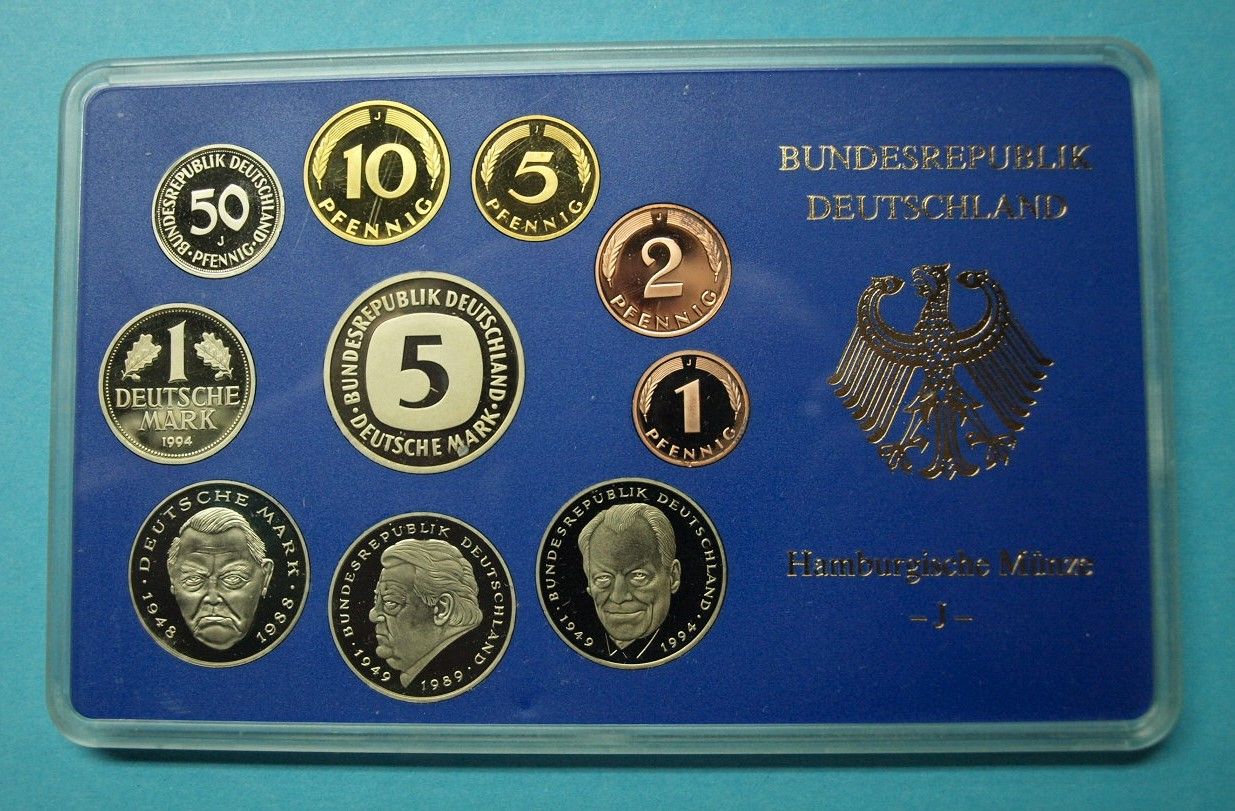 BUNDESREPUBLIK DEUTSCHLAND
50
J
· PFENNIG ·
J
10
PFENNIG
J
5
PFENNIG
BUNDESREPUBLIK
DEUTSCHLAND
J
2
PFENNIG
1
DEUTSCHE
MARK
1994
· BUNDESREPUBLIK DEUTSCHLAND ·
5
DEUTSCHE MARK
J
1
PFENNIG
· DEUTSCHE MARK ·
1948 1988
BUNDESREPUBLIK DEUTSCHLAND
· 1949 · 1989 ·
BUNDESREPUBLIK DEUTSCHLAND
· 1949 1994 ·
Hamburgische Münze
– J –